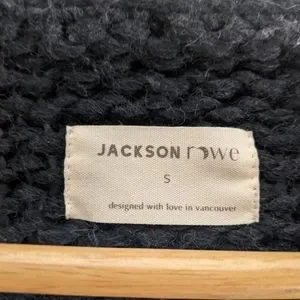 JACKSON rowe
S
designed with love in vancouver